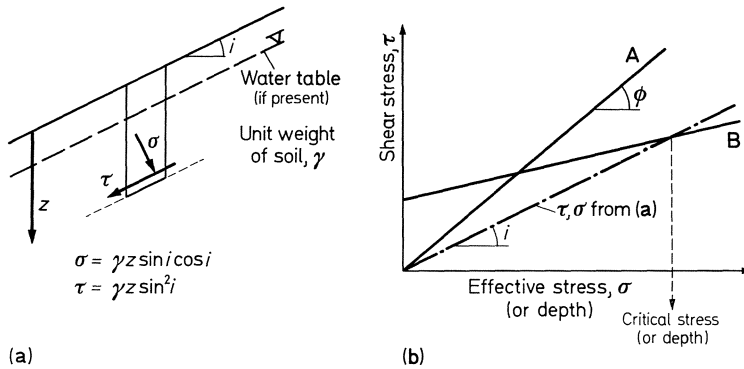 i
Water table
(if present)
Unit weight
of soil, γ
σ
τ
z
σ = γz sin i cos i
τ = γz sin² i
(a)
Shear stress, τ
A
ϕ
B
τ, σ from (a)
i
Effective stress, σ
(or depth)
Critical stress
(or depth)
(b)